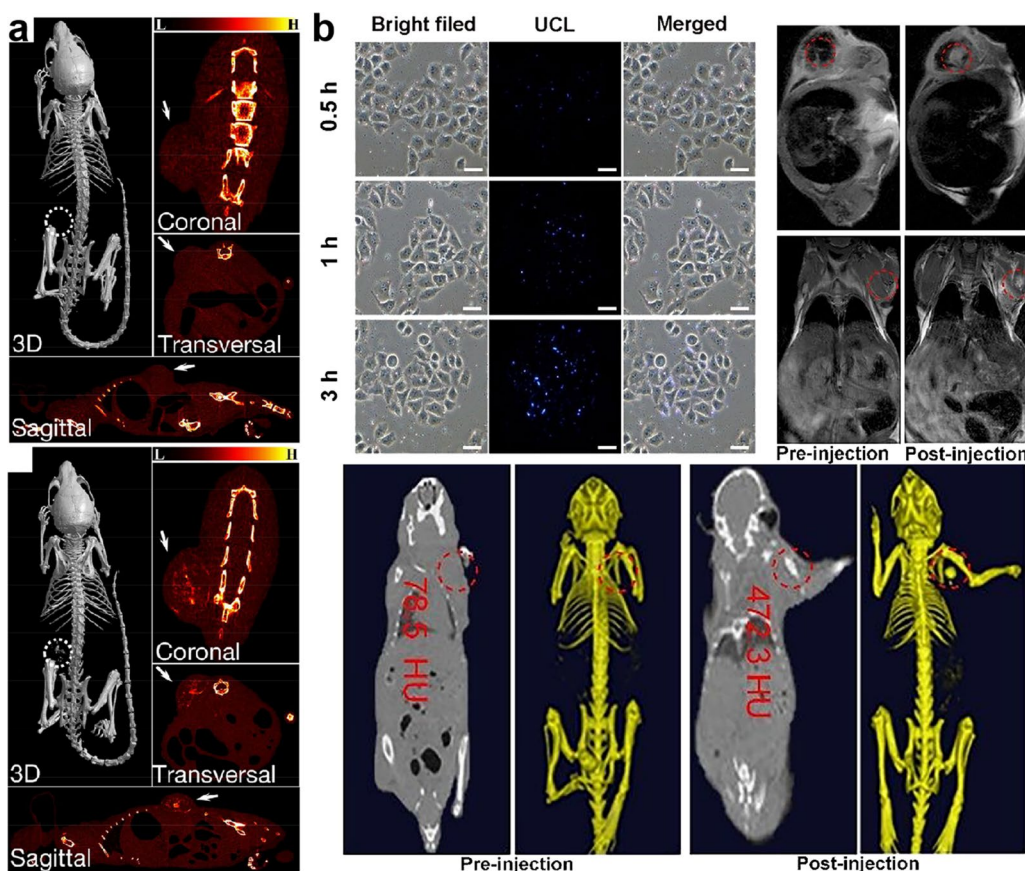 a
L H
Coronal
Transversal
3D
Sagittal
L H
Coronal
Transversal
3D
Sagittal
b
Bright filed UCL Merged
0.5 h
1 h
3 h
Pre-injection Post-injection
78.5 HU
472.3 HU
Pre-injection Post-injection